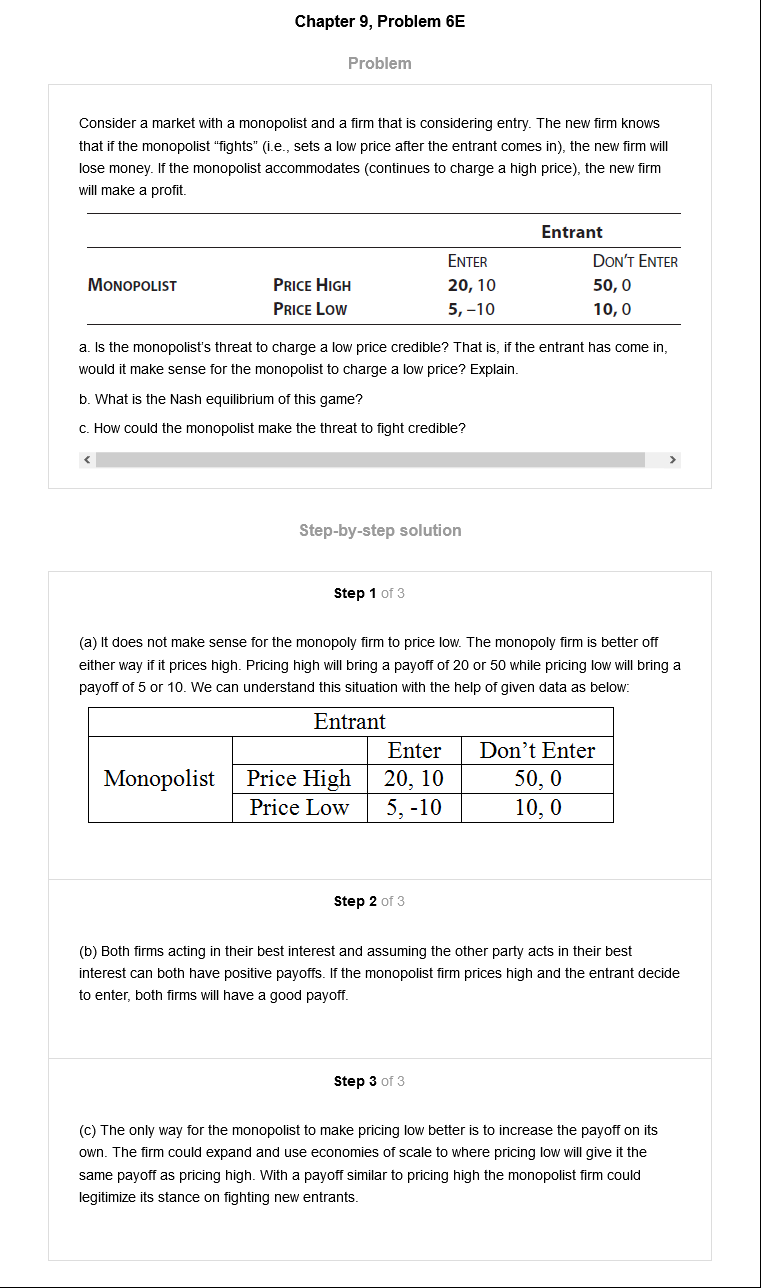 Chapter 9, Problem 6E
Problem
Consider a market with a monopolist and a firm that is considering entry. The new firm knows
that if the monopolist “fights” (i.e., sets a low price after the entrant comes in), the new firm will
lose money. If the monopolist accommodates (continues to charge a high price), the new firm
will make a profit.
Entrant
ENTER DON'T ENTER
MONOPOLIST PRICE HIGH 20, 10 50, 0
PRICE LOW 5, –10 10, 0
a. Is the monopolist's threat to charge a low price credible? That is, if the entrant has come in,
would it make sense for the monopolist to charge a low price? Explain.
b. What is the Nash equilibrium of this game?
c. How could the monopolist make the threat to fight credible?
Step-by-step solution
Step 1 of 3
(a) It does not make sense for the monopoly firm to price low. The monopoly firm is better off
either way if it prices high. Pricing high will bring a payoff of 20 or 50 while pricing low will bring a
payoff of 5 or 10. We can understand this situation with the help of given data as below:
Entrant
Enter Don’t Enter
Monopolist Price High 20, 10 50, 0
Price Low 5, -10 10, 0
Step 2 of 3
(b) Both firms acting in their best interest and assuming the other party acts in their best
interest can both have positive payoffs. If the monopolist firm prices high and the entrant decide
to enter, both firms will have a good payoff.
Step 3 of 3
(c) The only way for the monopolist to make pricing low better is to increase the payoff on its
own. The firm could expand and use economies of scale to where pricing low will give it the
same payoff as pricing high. With a payoff similar to pricing high the monopolist firm could
legitimize its stance on fighting new entrants.